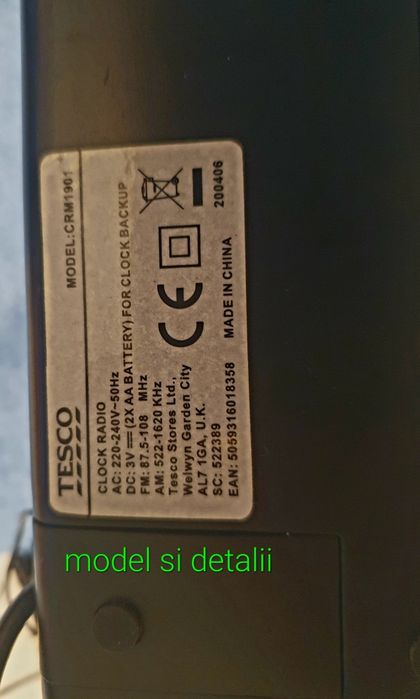 TESCO
MODEL:CRM1901
CLOCK RADIO
AC: 220-240V~50Hz
DC: 3V ⎓ (2X AA BATTERY) FOR CLOCK BACKUP
FM: 87.5-108 MHz
AM: 522-1620 KHz
Tesco Stores Ltd.,
Welwyn Garden City
AL7 1GA, U.K.
SC: 522389
EAN: 5059316018358
MADE IN CHINA
200406
CE
model si detalii